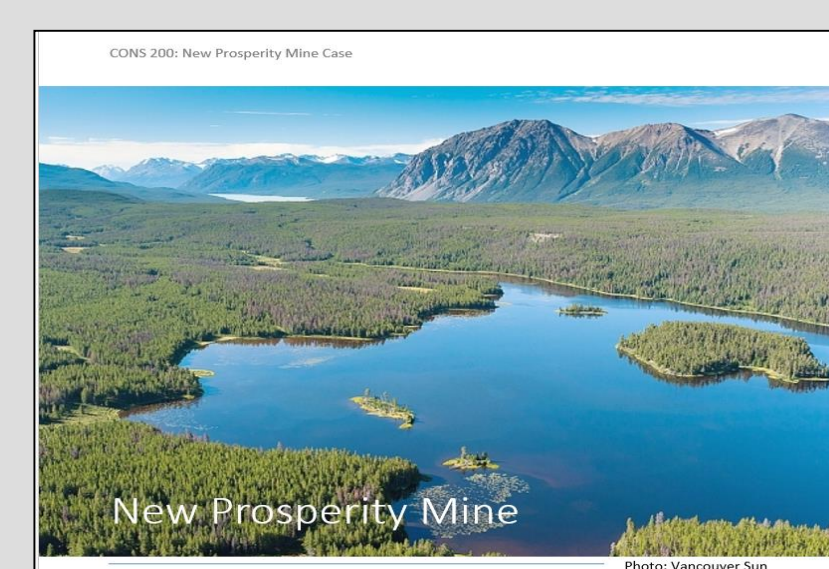 CONS 200: New Prosperity Mine Case
New Prosperity Mine
Photo: Vancouver Sun